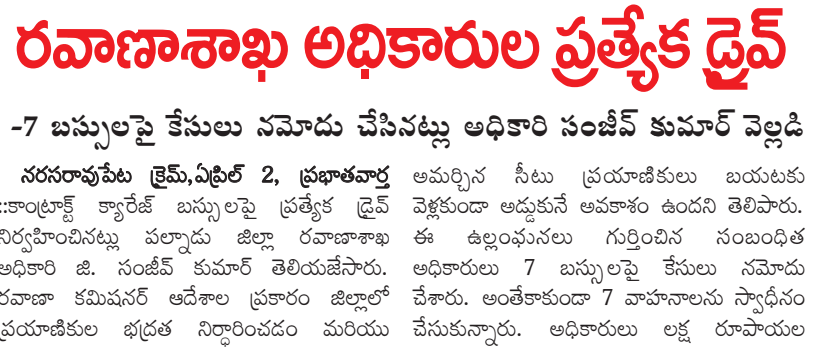 రవాణాశాఖ అధికారుల ప్రత్యేక డ్రైవ్
-7 బస్సులపై కేసులు నమోదు చేసినట్లు అధికారి సంజీవ్ కుమార్ వెల్లడి
నరసరావుపేట క్రైమ్,ఏప్రిల్ 2, ప్రభాతవార్త
::కాంట్రాక్ట్ క్యారేజ్ బస్సులపై ప్రత్యేక డ్రైవ్
నిర్వహించినట్లు పల్నాడు జిల్లా రవాణాశాఖ
అధికారి జి. సంజీవ్ కుమార్ తెలియజేసారు.
రవాణా కమిషనర్ ఆదేశాల ప్రకారం జిల్లాలో
ప్రయాణికుల భద్రత నిర్ధారించడం మరియు
అమర్చిన సీటు ప్రయాణికులు బయటకు
వెళ్లకుండా అడ్డుకునే అవకాశం ఉందని తెలిపారు.
ఈ ఉల్లంఘనలు గుర్తించిన సంబంధిత
అధికారులు 7 బస్సులపై కేసులు నమోదు
చేశారు. అంతేకాకుండా 7 వాహనాలను స్వాధీనం
చేసుకున్నారు. అధికారులు లక్ష రూపాయల